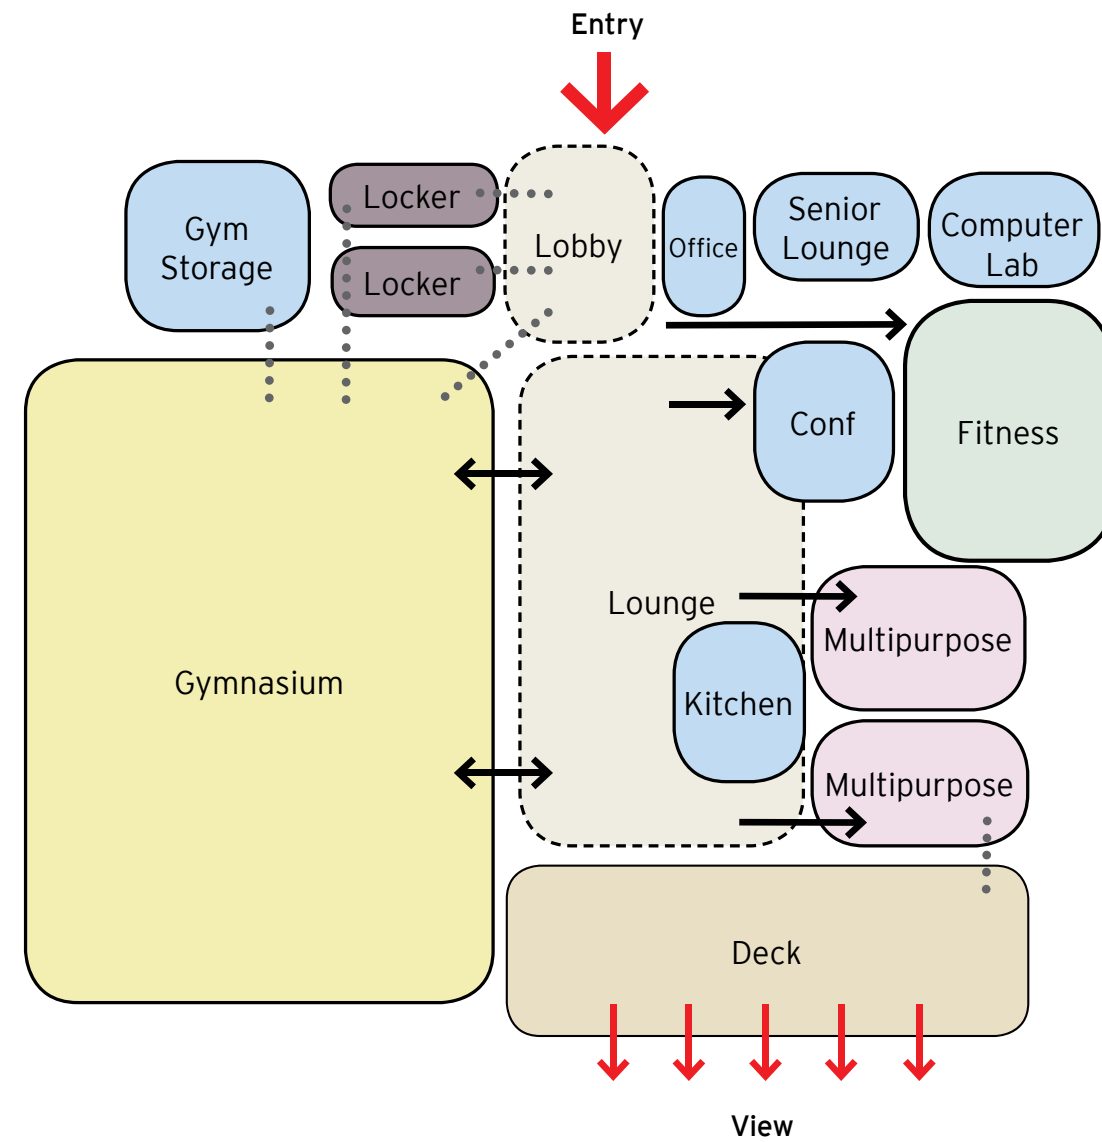 Entry
Gym
Storage
Locker
Locker
Lobby
Office
Senior
Lounge
Computer
Lab
Conf
Fitness
Lounge
Multipurpose
Gymnasium
Kitchen
Multipurpose
Deck
View